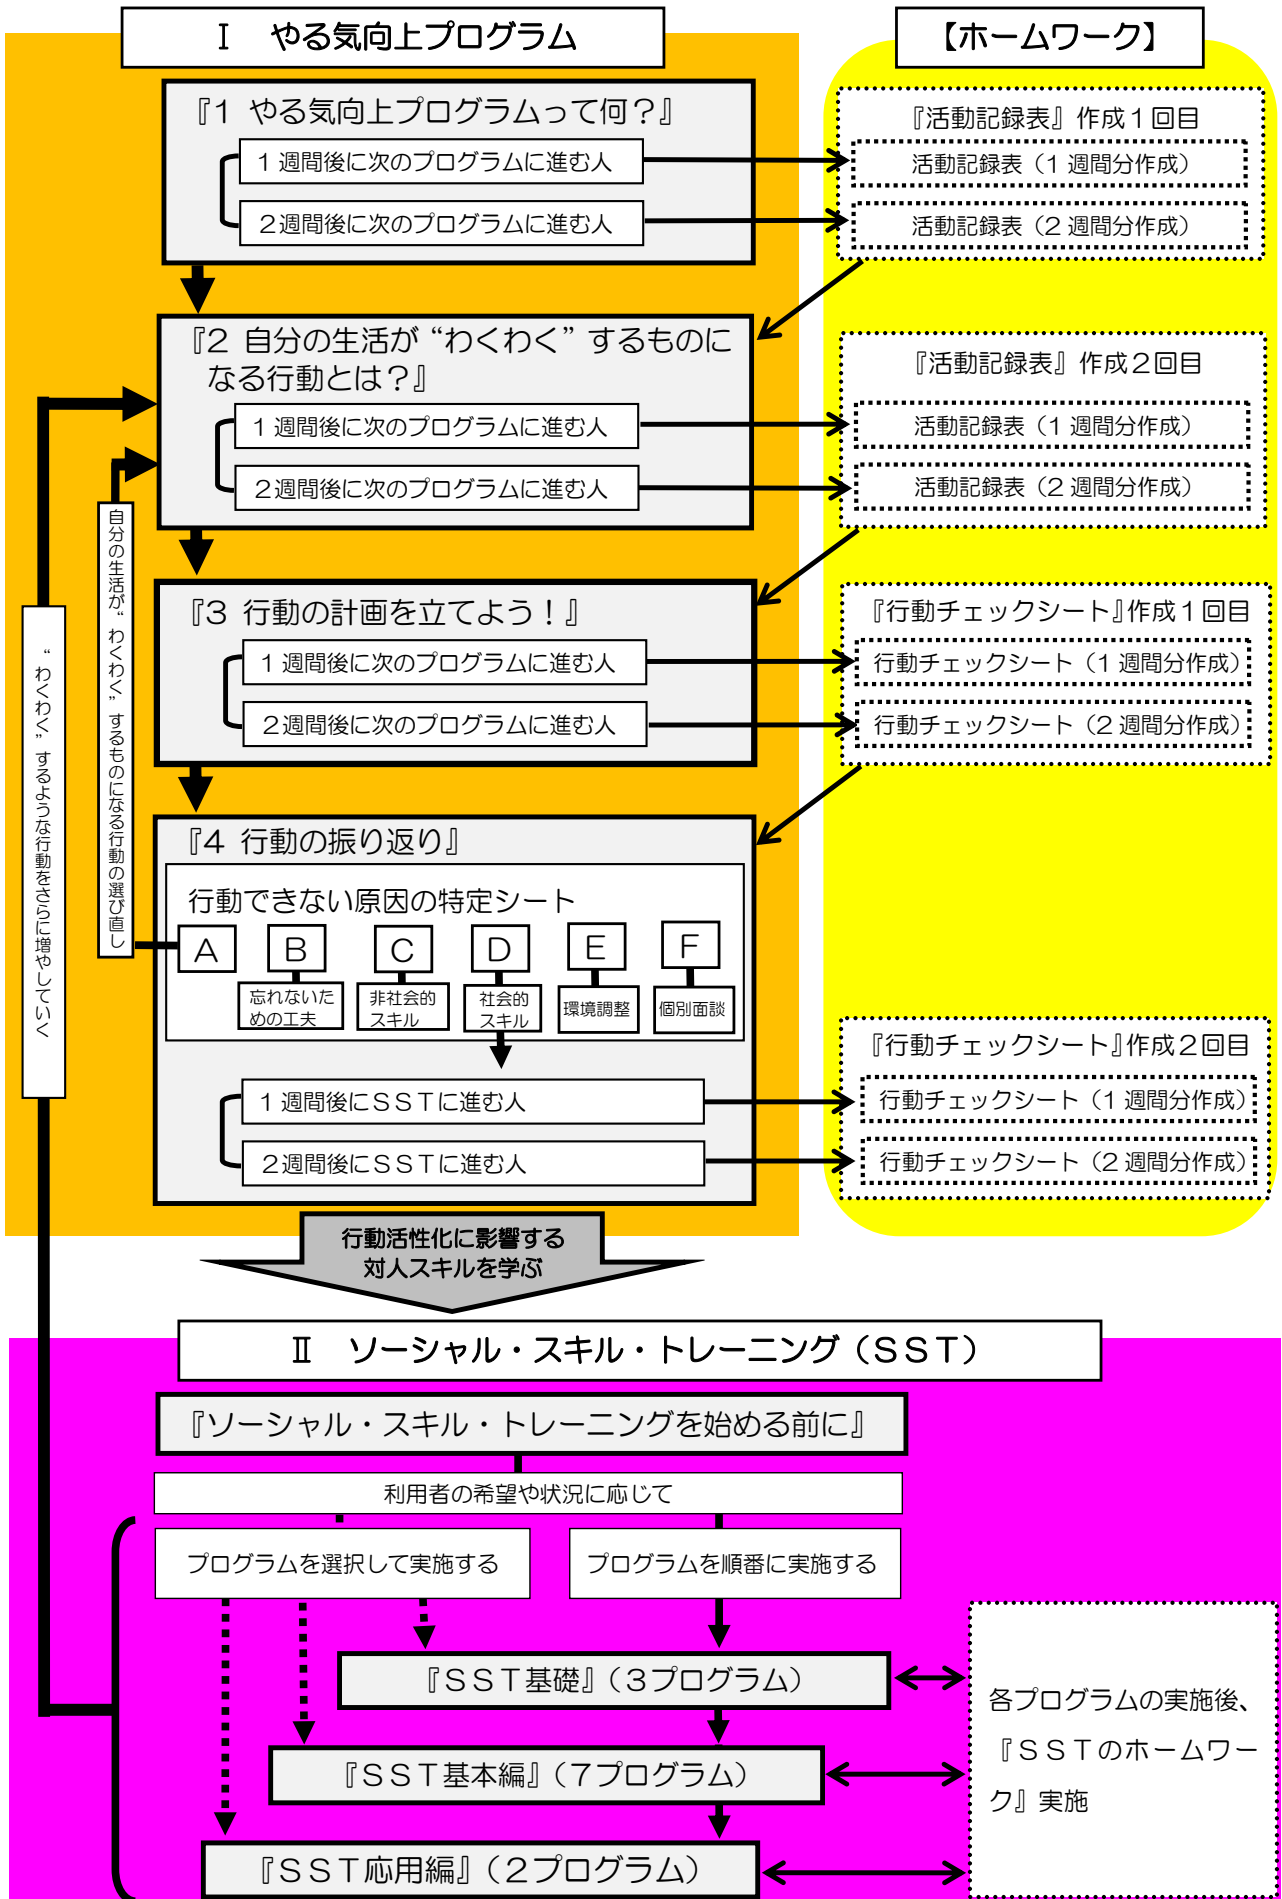 Ⅰ　やる気向上プログラム
【ホームワーク】
『1 やる気向上プログラムって何？』
1 週間後に次のプログラムに進む人
2週間後に次のプログラムに進む人
『活動記録表』作成1回目
活動記録表（1 週間分作成）
活動記録表（2 週間分作成）
『2 自分の生活が “わくわく” するものに
なる行動とは？』
1 週間後に次のプログラムに進む人
2週間後に次のプログラムに進む人
『活動記録表』作成2回目
活動記録表（1 週間分作成）
活動記録表（2 週間分作成）
『3 行動の計画を立てよう！』
1 週間後に次のプログラムに進む人
2週間後に次のプログラムに進む人
『行動チェックシート』作成1回目
行動チェックシート（1 週間分作成）
行動チェックシート（2 週間分作成）
自分の生活が “わくわく” するものになる行動の選び直し
“わくわく” するような行動をさらに増やしていく
『4 行動の振り返り』
行動できない原因の特定シート
A
B
C
D
E
F
忘れないた
めの工夫
非社会的
スキル
社会的
スキル
環境調整
個別面談
1 週間後にSSTに進む人
2週間後にSSTに進む人
『行動チェックシート』作成2回目
行動チェックシート（1 週間分作成）
行動チェックシート（2 週間分作成）
行動活性化に影響する
対人スキルを学ぶ
Ⅱ　ソーシャル・スキル・トレーニング（SST）
『ソーシャル・スキル・トレーニングを始める前に』
利用者の希望や状況に応じて
プログラムを選択して実施する
プログラムを順番に実施する
『SST基礎』（3プログラム）
『SST基本編』（7プログラム）
『SST応用編』（2プログラム）
各プログラムの実施後、
『SSTのホームワー
ク』実施